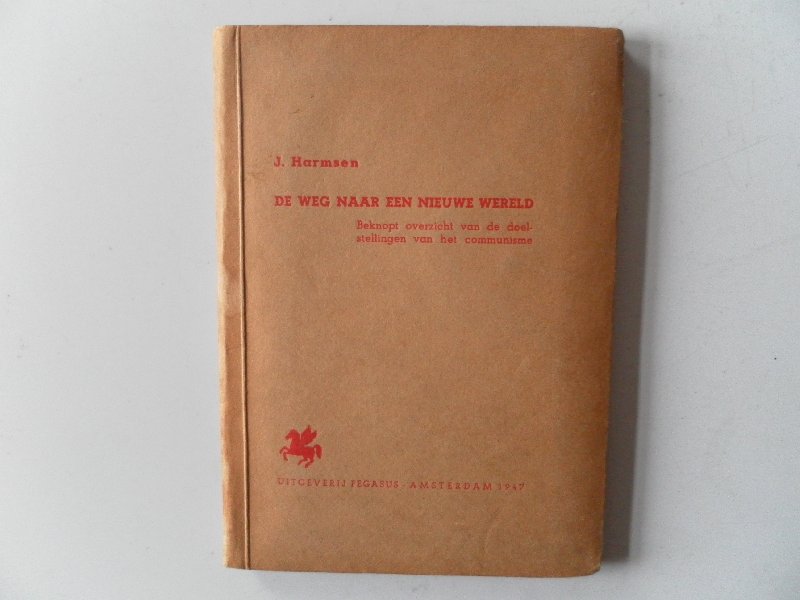 J. Harmsen
DE WEG NAAR EEN NIEUWE WERELD
Beknopt overzicht van de doel-
stellingen van het communisme
UITGEVERIJ PEGASUS - AMSTERDAM 1947